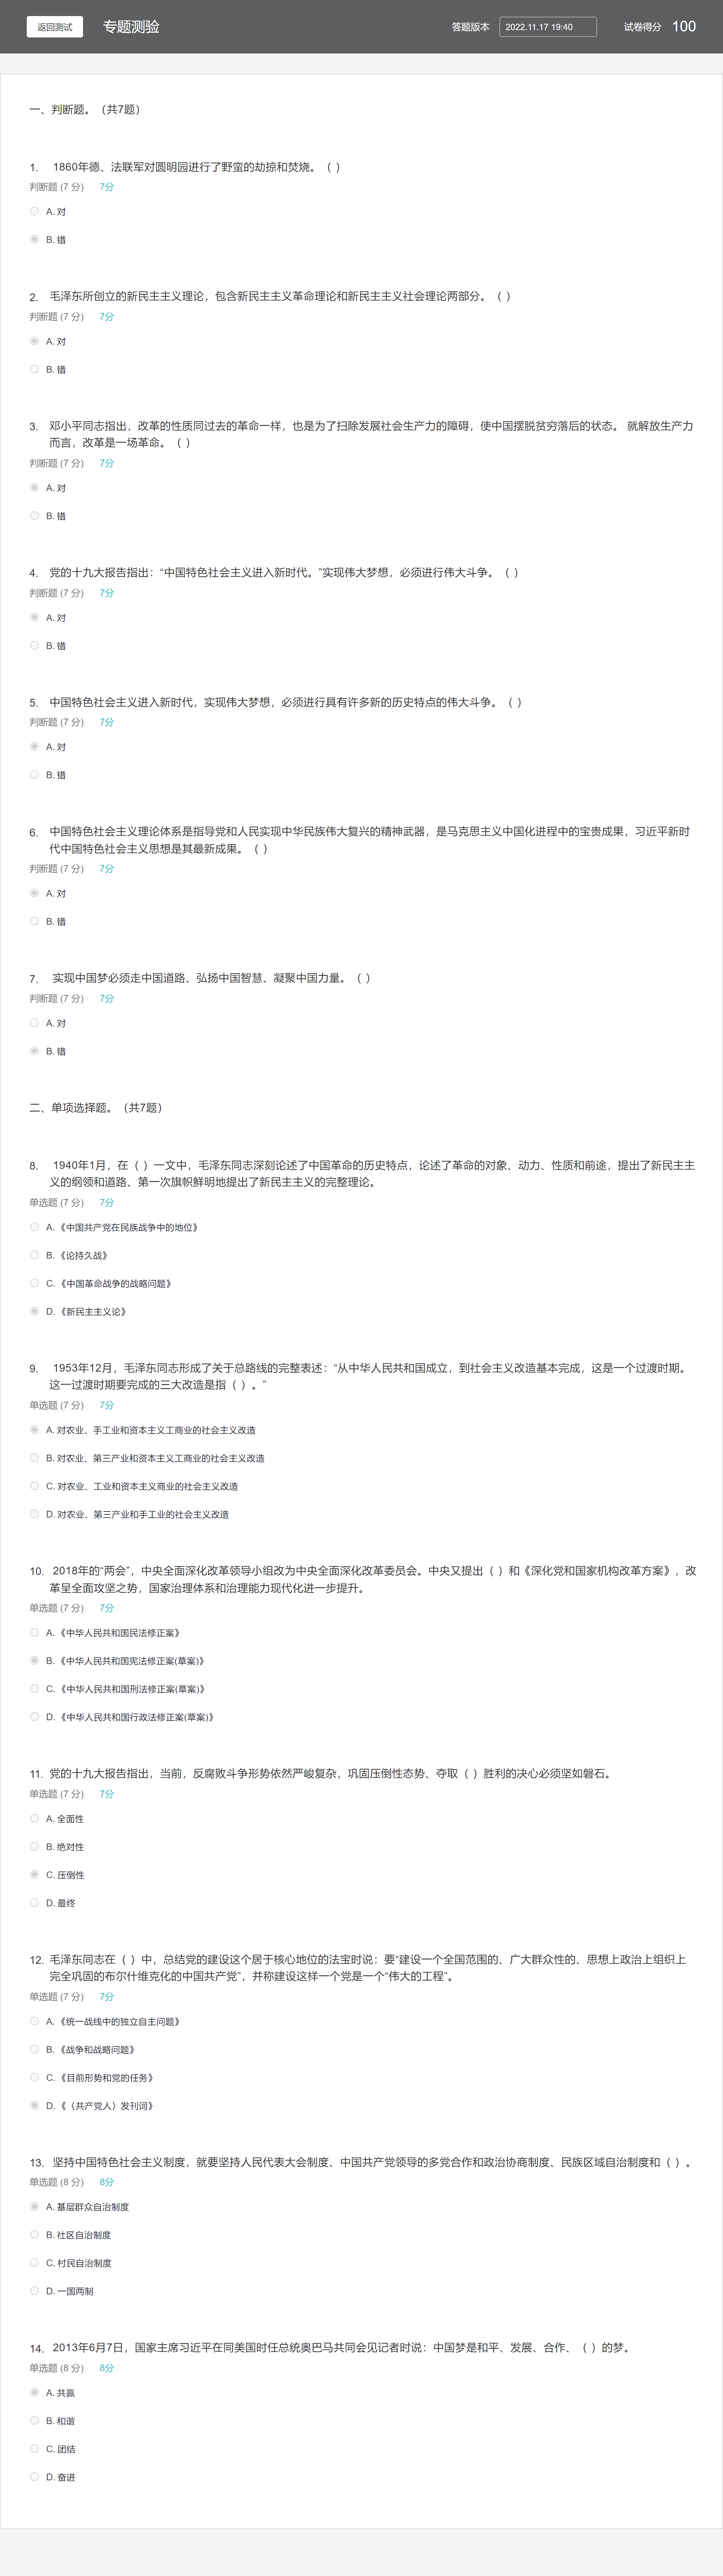 返回测试
专题测验
答题版本
2022.11.17 19:40
试卷得分
100
一、判断题。（共7题）
1. 1860年德、法联军对圆明园进行了野蛮的劫掠和焚烧。（ ）
判断题 (7 分) 7分
A. 对
B. 错
2. 毛泽东所创立的新民主主义理论，包含新民主主义革命理论和新民主主义社会理论两部分。（ ）
判断题 (7 分) 7分
A. 对
B. 错
3. 邓小平同志指出，改革的性质同过去的革命一样，也是为了扫除发展社会生产力的障碍，使中国摆脱贫穷落后的状态。 就解放生产力
而言，改革是一场革命。（ ）
判断题 (7 分) 7分
A. 对
B. 错
4. 党的十九大报告指出：“中国特色社会主义进入新时代。”实现伟大梦想，必须进行伟大斗争。（ ）
判断题 (7 分) 7分
A. 对
B. 错
5. 中国特色社会主义进入新时代，实现伟大梦想，必须进行具有许多新的历史特点的伟大斗争。（ ）
判断题 (7 分) 7分
A. 对
B. 错
6. 中国特色社会主义理论体系是指导党和人民实现中华民族伟大复兴的精神武器，是马克思主义中国化进程中的宝贵成果，习近平新时
代中国特色社会主义思想是其最新成果。（ ）
判断题 (7 分) 7分
A. 对
B. 错
7. 实现中国梦必须走中国道路、弘扬中国智慧、凝聚中国力量。（ ）
判断题 (7 分) 7分
A. 对
B. 错
二、单项选择题。（共7题）
8. 1940年1月，在（ ）一文中，毛泽东同志深刻论述了中国革命的历史特点，论述了革命的对象、动力、性质和前途，提出了新民主主
义的纲领和道路、第一次旗帜鲜明地提出了新民主主义的完整理论。
单选题 (7 分) 7分
A.《中国共产党在民族战争中的地位》
B.《论持久战》
C.《中国革命战争的战略问题》
D.《新民主主义论》
9. 1953年12月，毛泽东同志形成了关于总路线的完整表述：“从中华人民共和国成立，到社会主义改造基本完成，这是一个过渡时期。
这一过渡时期要完成的三大改造是指（ ）。”
单选题 (7 分) 7分
A. 对农业、手工业和资本主义工商业的社会主义改造
B. 对农业、第三产业和资本主义工商业的社会主义改造
C. 对农业、工业和资本主义商业的社会主义改造
D. 对农业、第三产业和手工业的社会主义改造
10. 2018年的“两会”，中央全面深化改革领导小组改为中央全面深化改革委员会。中央又提出（ ）和《深化党和国家机构改革方案》，改
革呈全面攻坚之势，国家治理体系和治理能力现代化进一步提升。
单选题 (7 分) 7分
A.《中华人民共和国民法修正案》
B.《中华人民共和国宪法修正案(草案)》
C.《中华人民共和国刑法修正案(草案)》
D.《中华人民共和国行政法修正案(草案)》
11. 党的十九大报告指出，当前，反腐败斗争形势依然严峻复杂，巩固压倒性态势、夺取（ ）胜利的决心必须坚如磐石。
单选题 (7 分) 7分
A. 全面性
B. 绝对性
C. 压倒性
D. 最终
12. 毛泽东同志在（ ）中，总结党的建设这个居于核心地位的法宝时说：要“建设一个全国范围的、广大群众性的、思想上政治上组织上
完全巩固的布尔什维克化的中国共产党”，并称建设这样一个党是一个“伟大的工程”。
单选题 (7 分) 7分
A.《统一战线中的独立自主问题》
B.《战争和战略问题》
C.《目前形势和党的任务》
D.《〈共产党人〉发刊词》
13. 坚持中国特色社会主义制度，就要坚持人民代表大会制度、中国共产党领导的多党合作和政治协商制度、民族区域自治制度和（ ）。
单选题 (8 分) 8分
A. 基层群众自治制度
B. 社区自治制度
C. 村民自治制度
D. 一国两制
14. 2013年6月7日，国家主席习近平在同美国时任总统奥巴马共同会见记者时说：中国梦是和平、发展、合作、（ ）的梦。
单选题 (8 分) 8分
A. 共赢
B. 和谐
C. 团结
D. 奋进